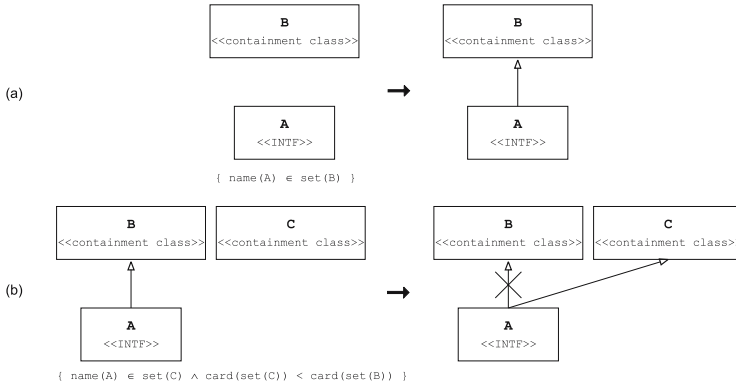 B
B
<<containment class>>
<<containment class>>
(a)
A
A
<<INTF>>
<<INTF>>
{ name(A) ∈ set(B) }
B
C
B
C
<<containment class>>
<<containment class>>
<<containment class>>
<<containment class>
(b)
A
A
<<INTF>>
<<INTF>>
{ name(A) ∈ set(C) ∧ card(set(C)) < card(set(B)) }